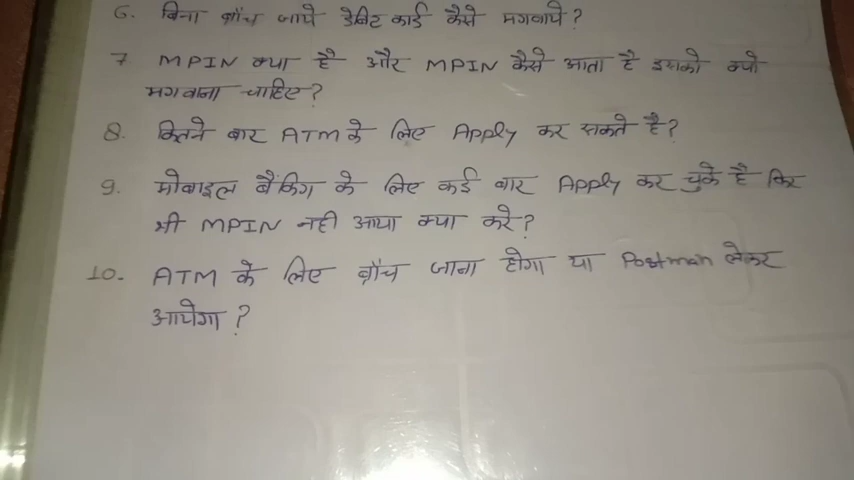 6. बिना ब्रांच जाये डेबिट कार्ड कैसे मगवाये?
7 MPIN क्या है और MPIN कैसे आता है इसको क्यो
मगवाना चाहिए?
8. कितने बार ATM के लिए Apply कर सकते है?
9. मोबाइल बैंकिग के लिए कई बार Apply कर चुके है फिर
भी MPIN नही आया क्या करे?
10. ATM के लिए ब्रांच जाना होगा या Postman लेकर
आयेगा?